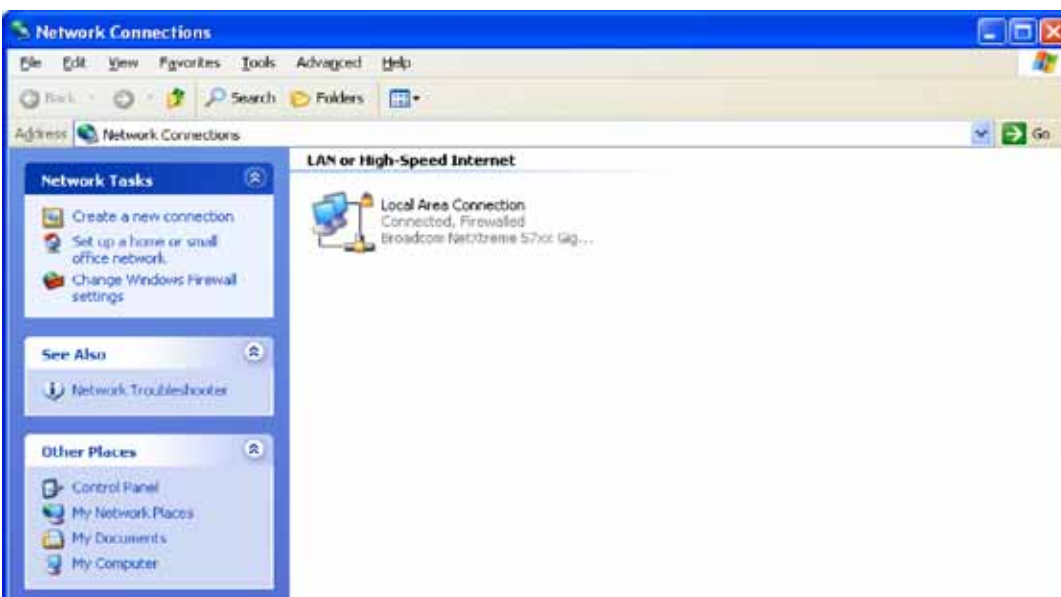 Network Connections
File Edit View Favorites Tools Advanced Help
Back Search Folders
Address Network Connections Go
LAN or High-Speed Internet
Local Area Connection
Connected, Firewalled
Broadcom NetXtreme 57xx Gig...
Network Tasks
Create a new connection
Set up a home or small
office network
Change Windows Firewall
settings
See Also
Network Troubleshooter
Other Places
Control Panel
My Network Places
My Documents
My Computer